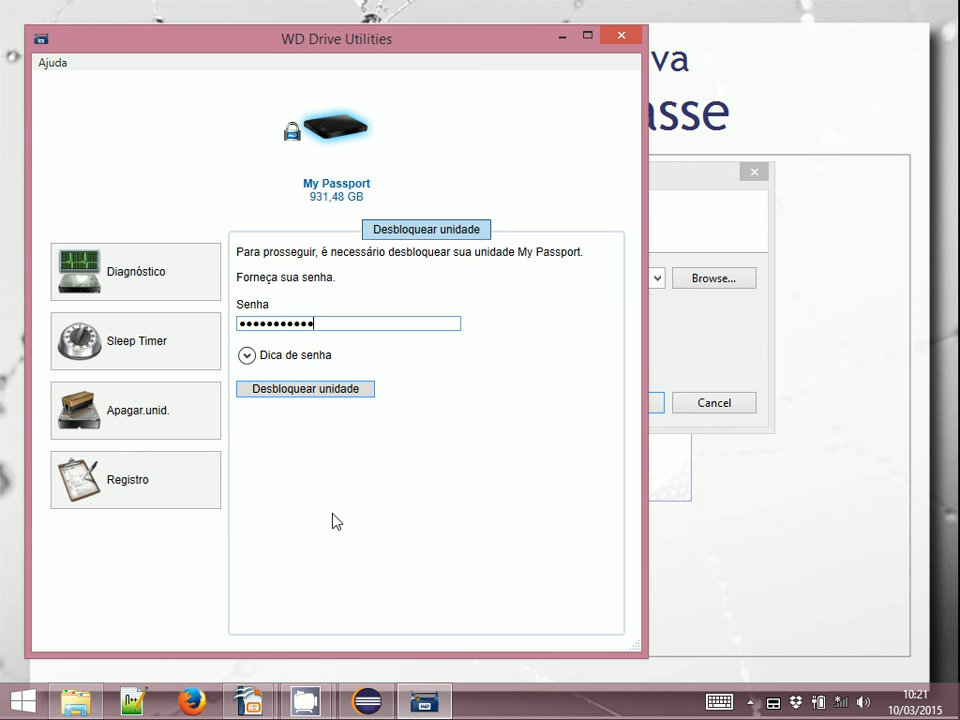 WD Drive Utilities
Ajuda
va
asse
My Passport
931,48 GB
Desbloquear unidade
Para prosseguir, é necessário desbloquear sua unidade My Passport.
Forneça sua senha.
Senha
Dica de senha
Desbloquear unidade
Diagnóstico
Sleep Timer
Apagar.unid.
Registro
Browse...
Cancel
10:21
10/03/2015